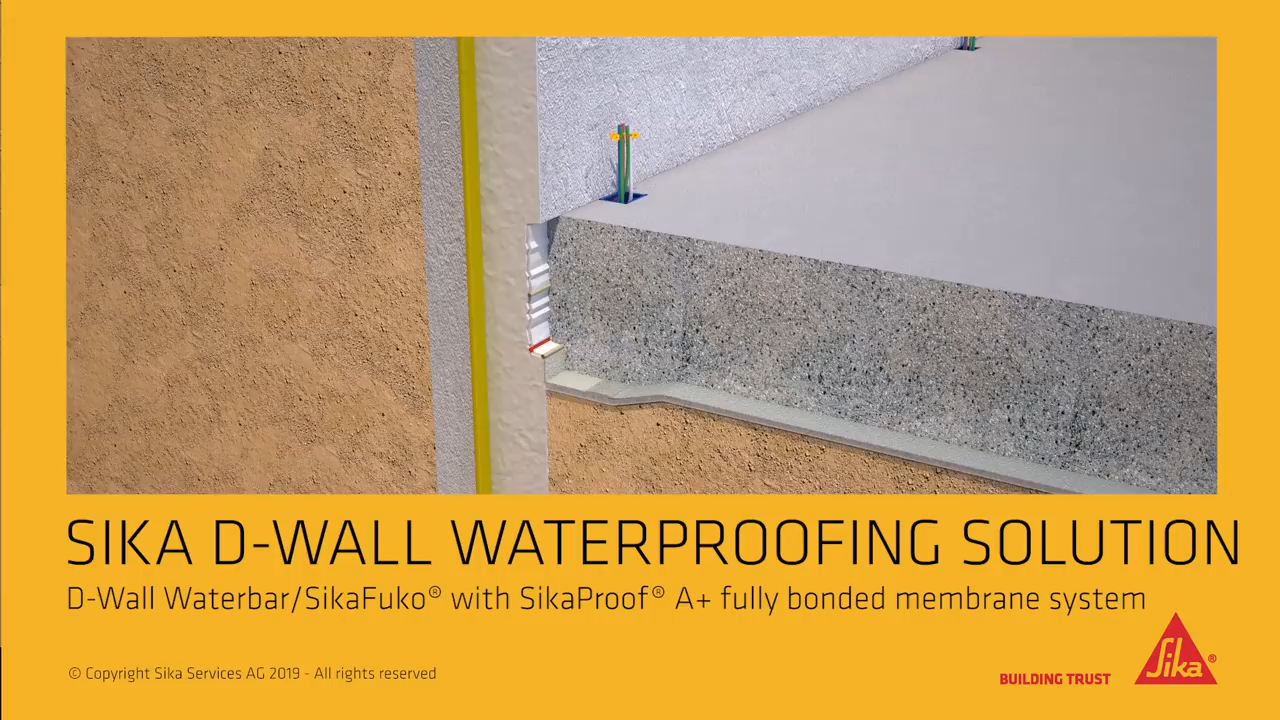 SIKA D-WALL WATERPROOFING SOLUTION
D-Wall Waterbar/SikaFuko® with SikaProof® A+ fully bonded membrane system
© Copyright Sika Services AG 2019 - All rights reserved
BUILDING TRUST
Sika®